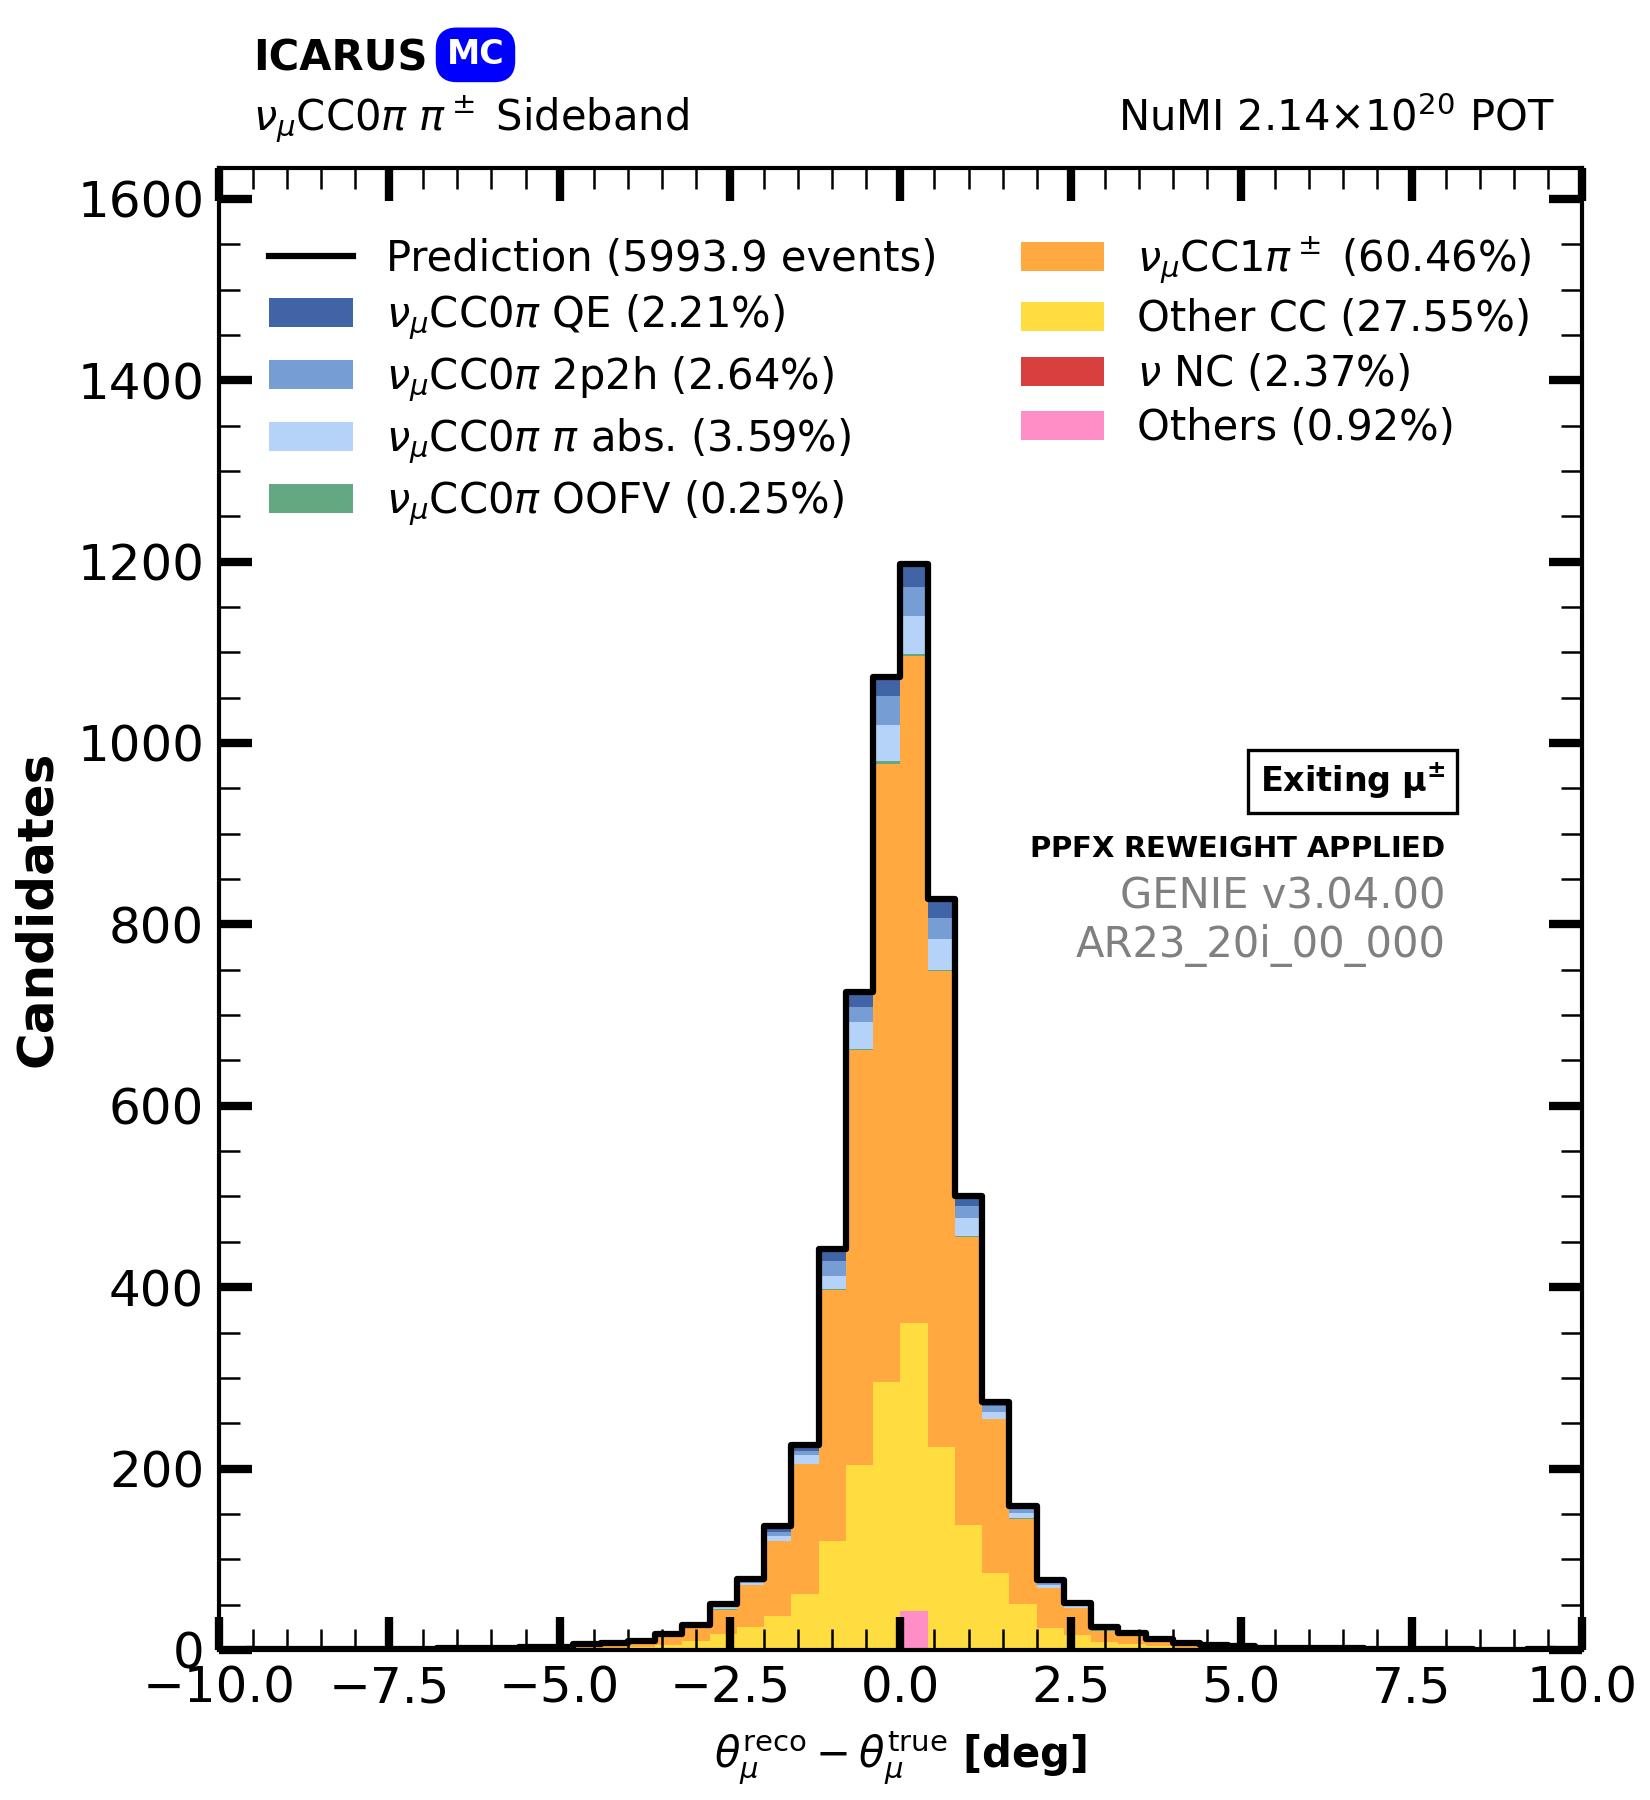 ICARUS MC
νμCC0π π± Sideband
NuMI 2.14×10²⁰ POT
1600
1400
1200
1000
800
600
400
200
0
Candidates
Prediction (5993.9 events)
νμCC0π QE (2.21%)
νμCC0π 2p2h (2.64%)
νμCC0π π abs. (3.59%)
νμCC0π OOFV (0.25%)
νμCC1π± (60.46%)
Other CC (27.55%)
ν NC (2.37%)
Others (0.92%)
Exiting μ±
PPFX REWEIGHT APPLIED
GENIE v3.04.00
AR23_20i_00_000
−10.0 −7.5 −5.0 −2.5 0.0 2.5 5.0 7.5 10.0
θμ^reco − θμ^true [deg]